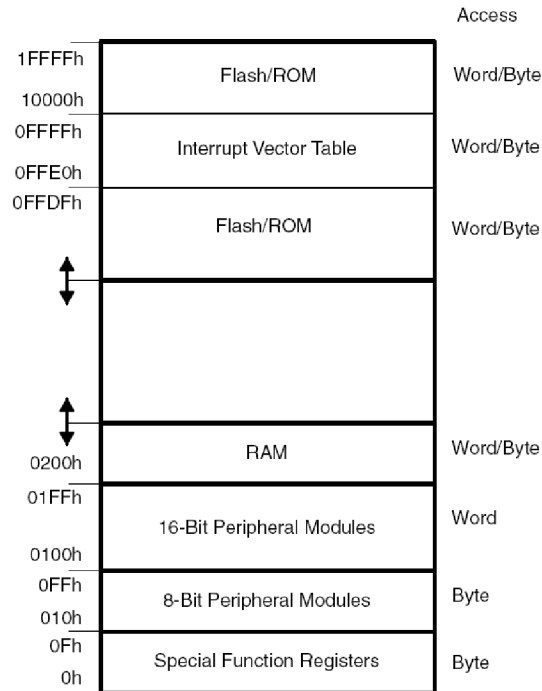 Access
1FFFFh
Flash/ROM
Word/Byte
10000h
0FFFFh
Interrupt Vector Table
Word/Byte
0FFE0h
0FFDFh
Flash/ROM
Word/Byte
RAM
Word/Byte
0200h
01FFh
16-Bit Peripheral Modules
Word
0100h
0FFh
8-Bit Peripheral Modules
Byte
010h
0Fh
Special Function Registers
Byte
0h